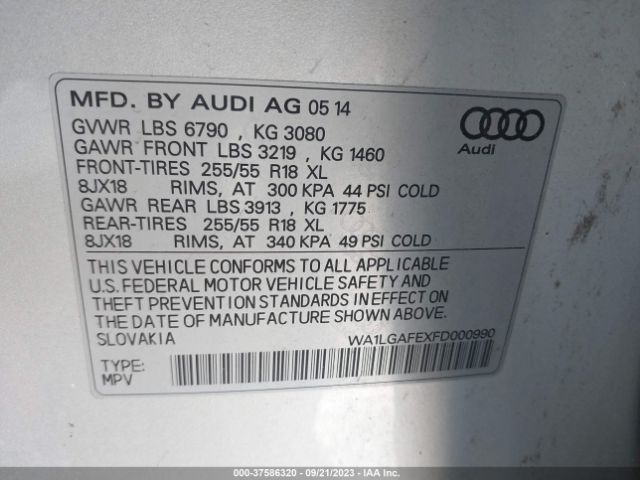 MFD. BY AUDI AG 05 14
GVWR LBS 6790 , KG 3080
GAWR FRONT LBS 3219 , KG 1460
FRONT-TIRES 255/55 R18 XL
8JX18 RIMS, AT 300 KPA 44 PSI COLD
GAWR REAR LBS 3913 , KG 1775
REAR-TIRES 255/55 R18 XL
8JX18 RIMS, AT 340 KPA 49 PSI COLD
Audi
THIS VEHICLE CONFORMS TO ALL APPLICABLE
U.S. FEDERAL MOTOR VEHICLE SAFETY AND
THEFT PREVENTION STANDARDS IN EFFECT ON
THE DATE OF MANUFACTURE SHOWN ABOVE.
SLOVAKIA WA1LGAFEXFD000990
TYPE:
MPV
000-37586320 - 09/21/2023 - IAA Inc.